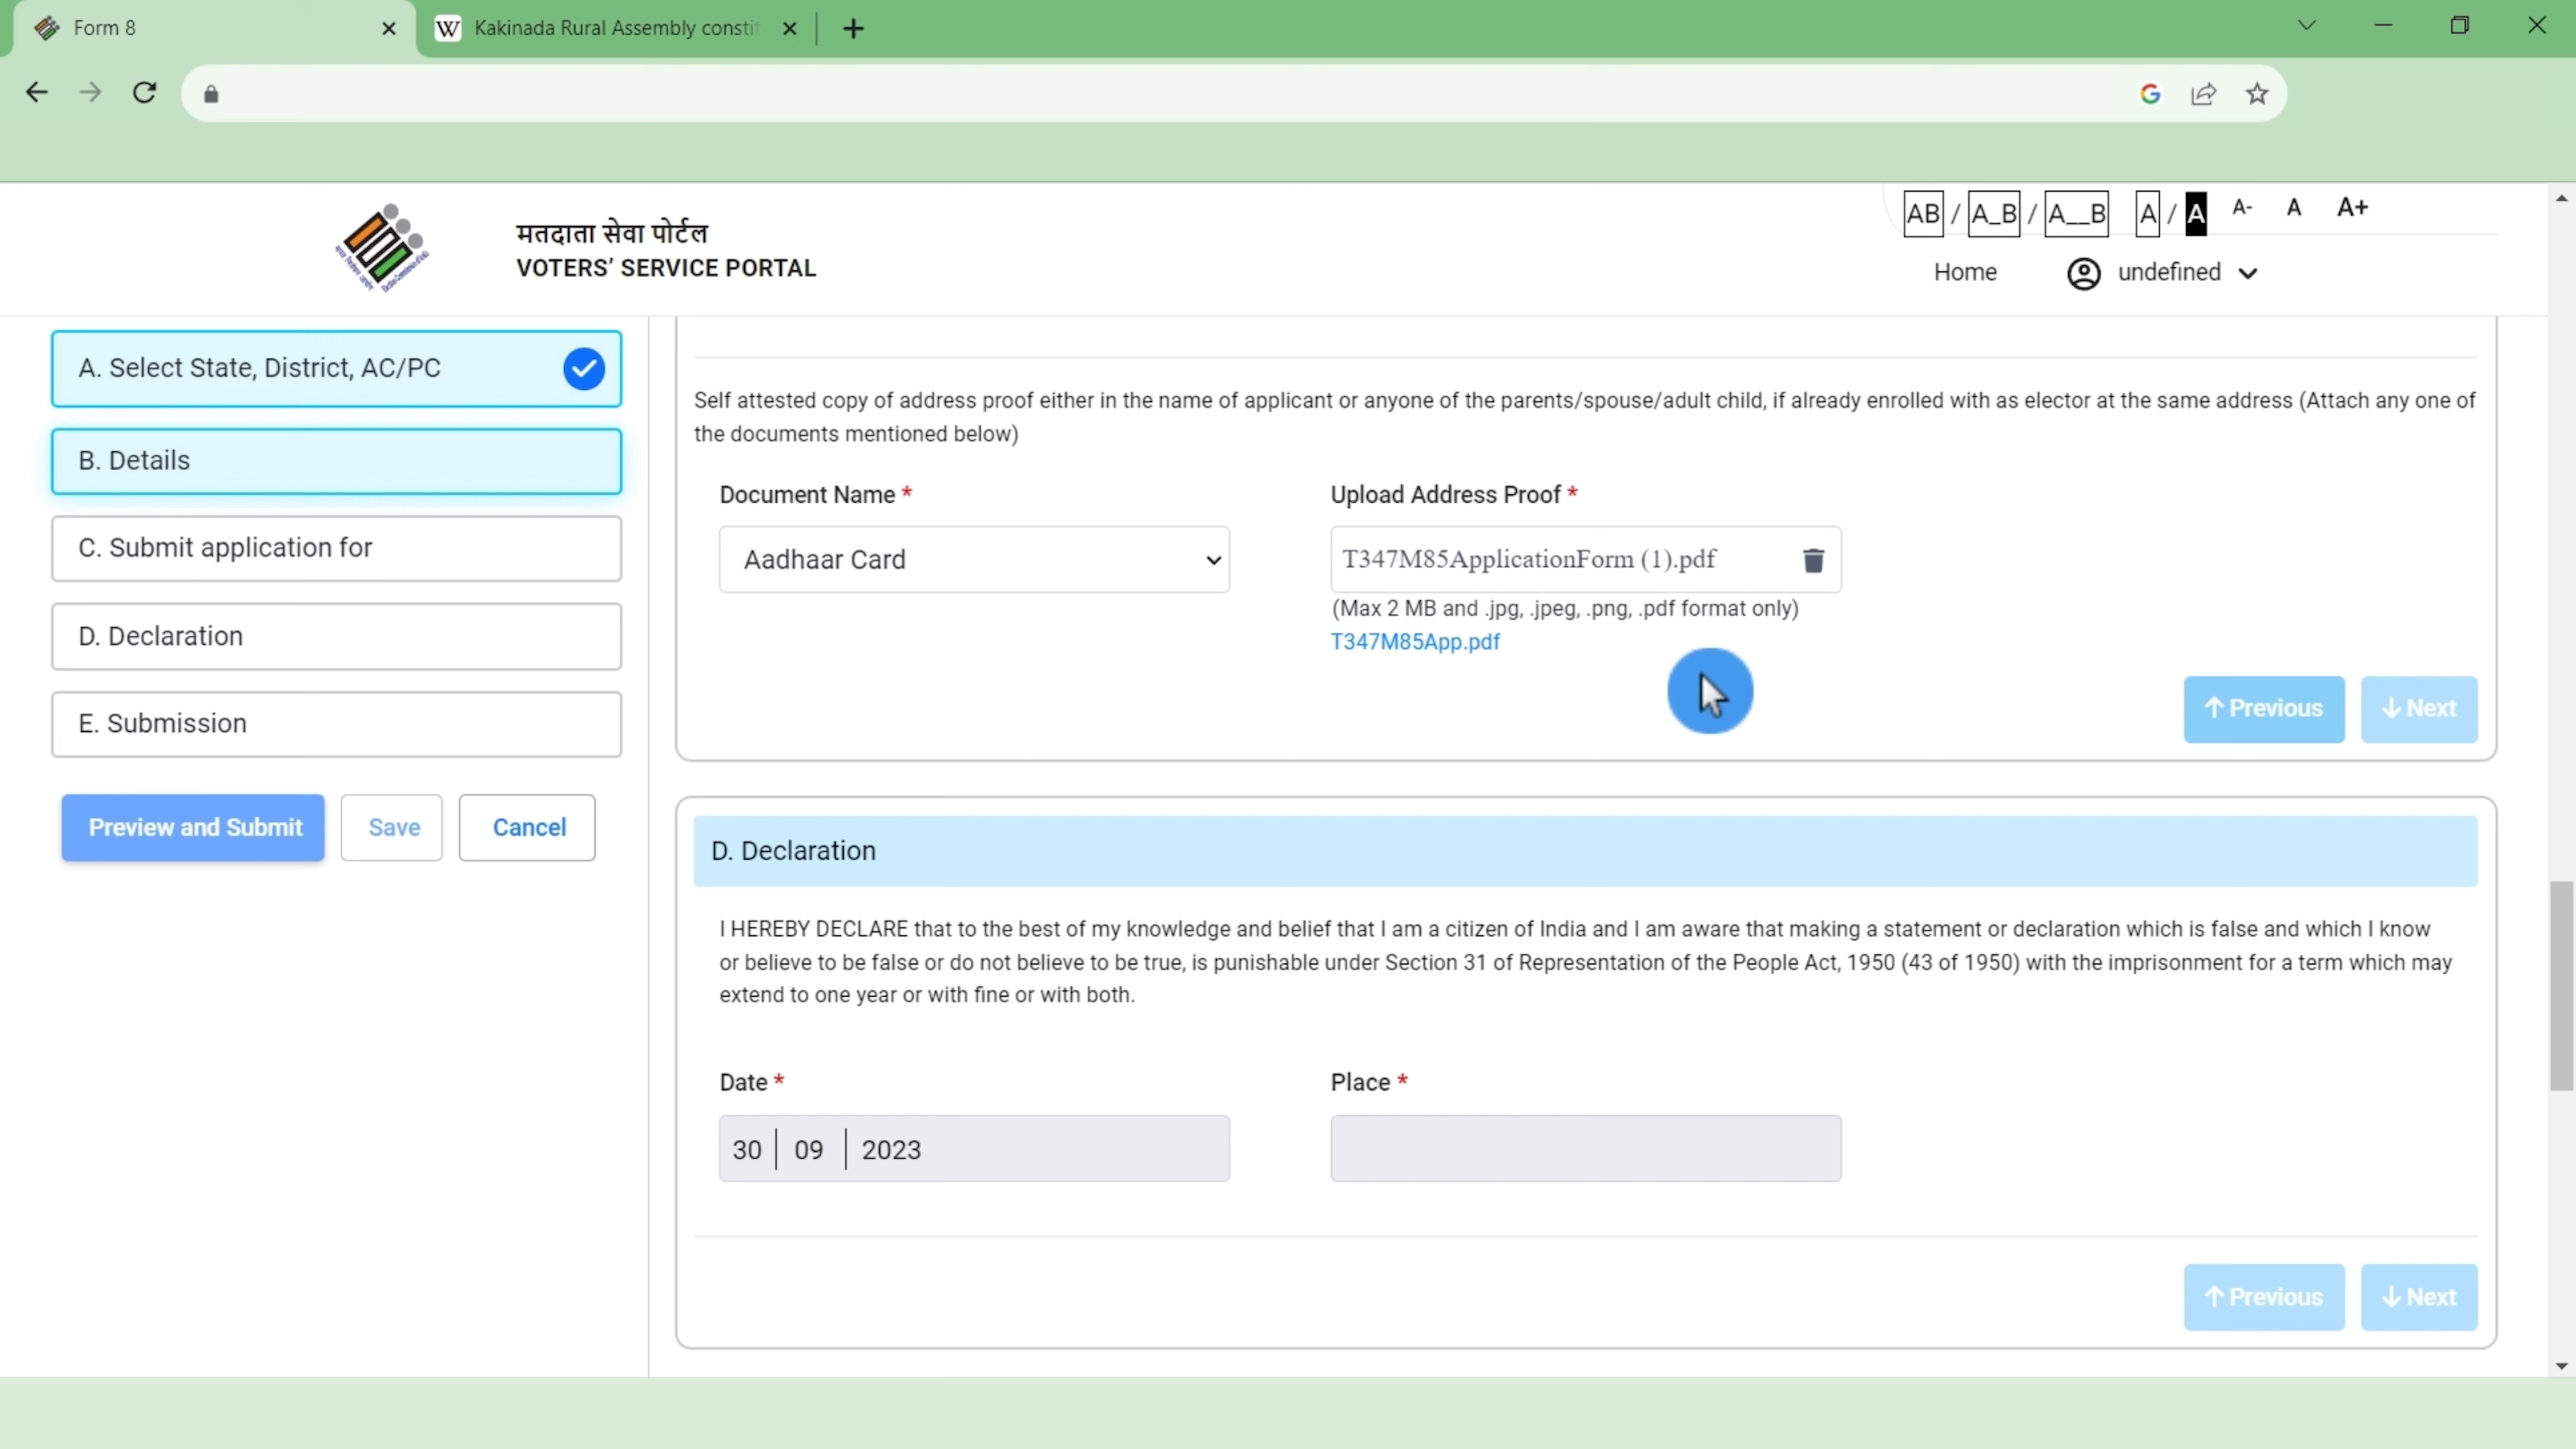 Form 8
Kakinada Rural Assembly constit
मतदाता सेवा पोर्टल
VOTERS’ SERVICE PORTAL
AB / A_B / A__B A / A A- A A+
Home undefined
A. Select State, District, AC/PC
B. Details
C. Submit application for
D. Declaration
E. Submission
Preview and Submit Save Cancel
Self attested copy of address proof either in the name of applicant or anyone of the parents/spouse/adult child, if already enrolled with as elector at the same address (Attach any one of
the documents mentioned below)
Document Name * Upload Address Proof *
Aadhaar Card T347M85ApplicationForm (1).pdf
(Max 2 MB and .jpg, .jpeg, .png, .pdf format only)
T347M85App.pdf
Previous Next
D. Declaration
I HEREBY DECLARE that to the best of my knowledge and belief that I am a citizen of India and I am aware that making a statement or declaration which is false and which I know
or believe to be false or do not believe to be true, is punishable under Section 31 of Representation of the People Act, 1950 (43 of 1950) with the imprisonment for a term which may
extend to one year or with fine or with both.
Date * Place *
30 09 2023
Previous Next